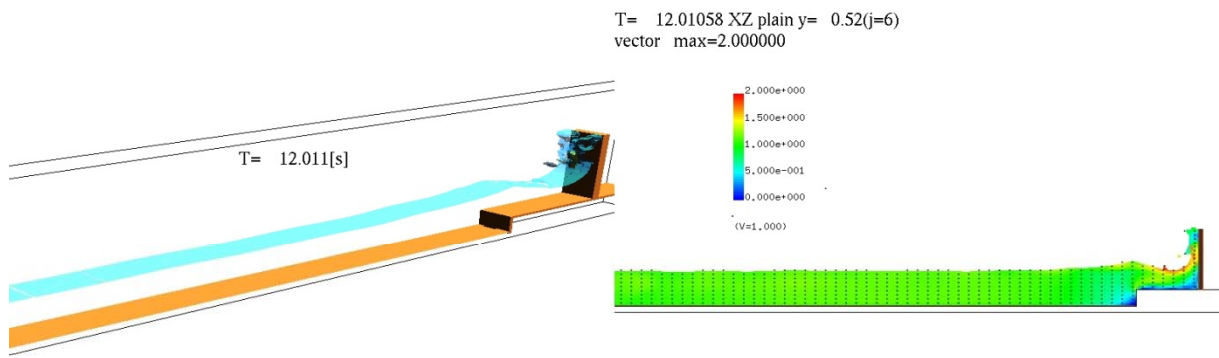 T= 12.011[s]
T= 12.01058 XZ plain y= 0.52(j=6)
vector max=2.000000
2.000e+000
1.500e+000
1.000e+000
5.000e-001
0.000e+000
(V=1.000)